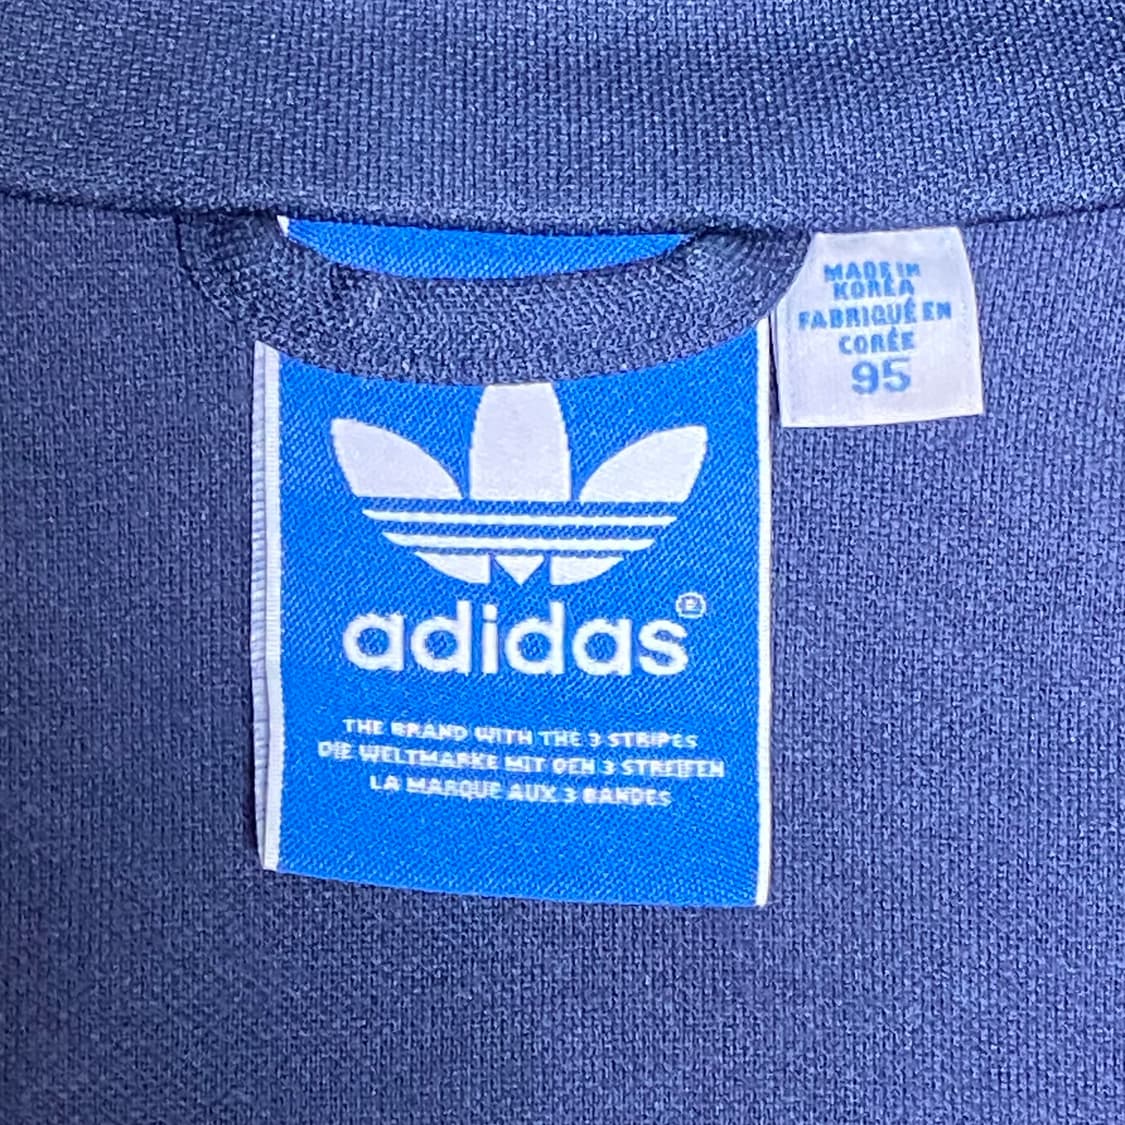 MADE IN
KOREA
FABRIQUÉ EN
CORÉE
95
adidas®
THE BRAND WITH THE 3 STRIPES
DIE WELTMARKE MIT DEN 3 STREIFEN
LA MARQUE AUX 3 BANDES